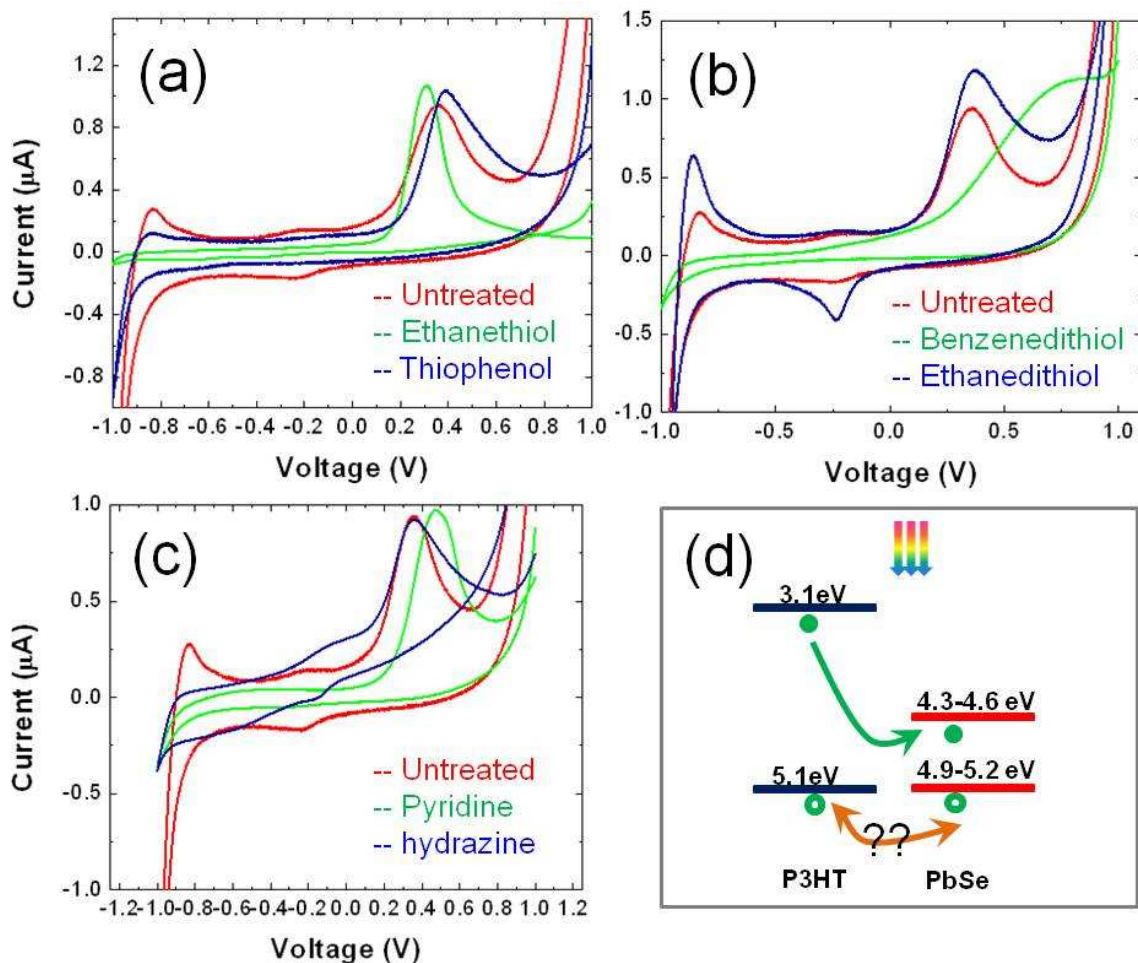 (a)
Current (μA)
1.2
0.8
0.4
0.0
-0.4
-0.8
-- Untreated
-- Ethanethiol
-- Thiophenol
-1.0 -0.8 -0.6 -0.4 -0.2 0.0 0.2 0.4 0.6 0.8 1.0
Voltage (V)
(b)
1.5
1.0
0.5
0.0
-0.5
-1.0
-- Untreated
-- Benzenedithiol
-- Ethanedithiol
-1.0 -0.5 0.0 0.5 1.0
Voltage (V)
(c)
Current (μA)
1.0
0.5
0.0
-0.5
-1.0
-- Untreated
-- Pyridine
-- hydrazine
-1.2 -1.0 -0.8 -0.6 -0.4 -0.2 0.0 0.2 0.4 0.6 0.8 1.0 1.2
Voltage (V)
(d)
3.1eV
4.3-4.6 eV
5.1eV
4.9-5.2 eV
??
P3HT
PbSe